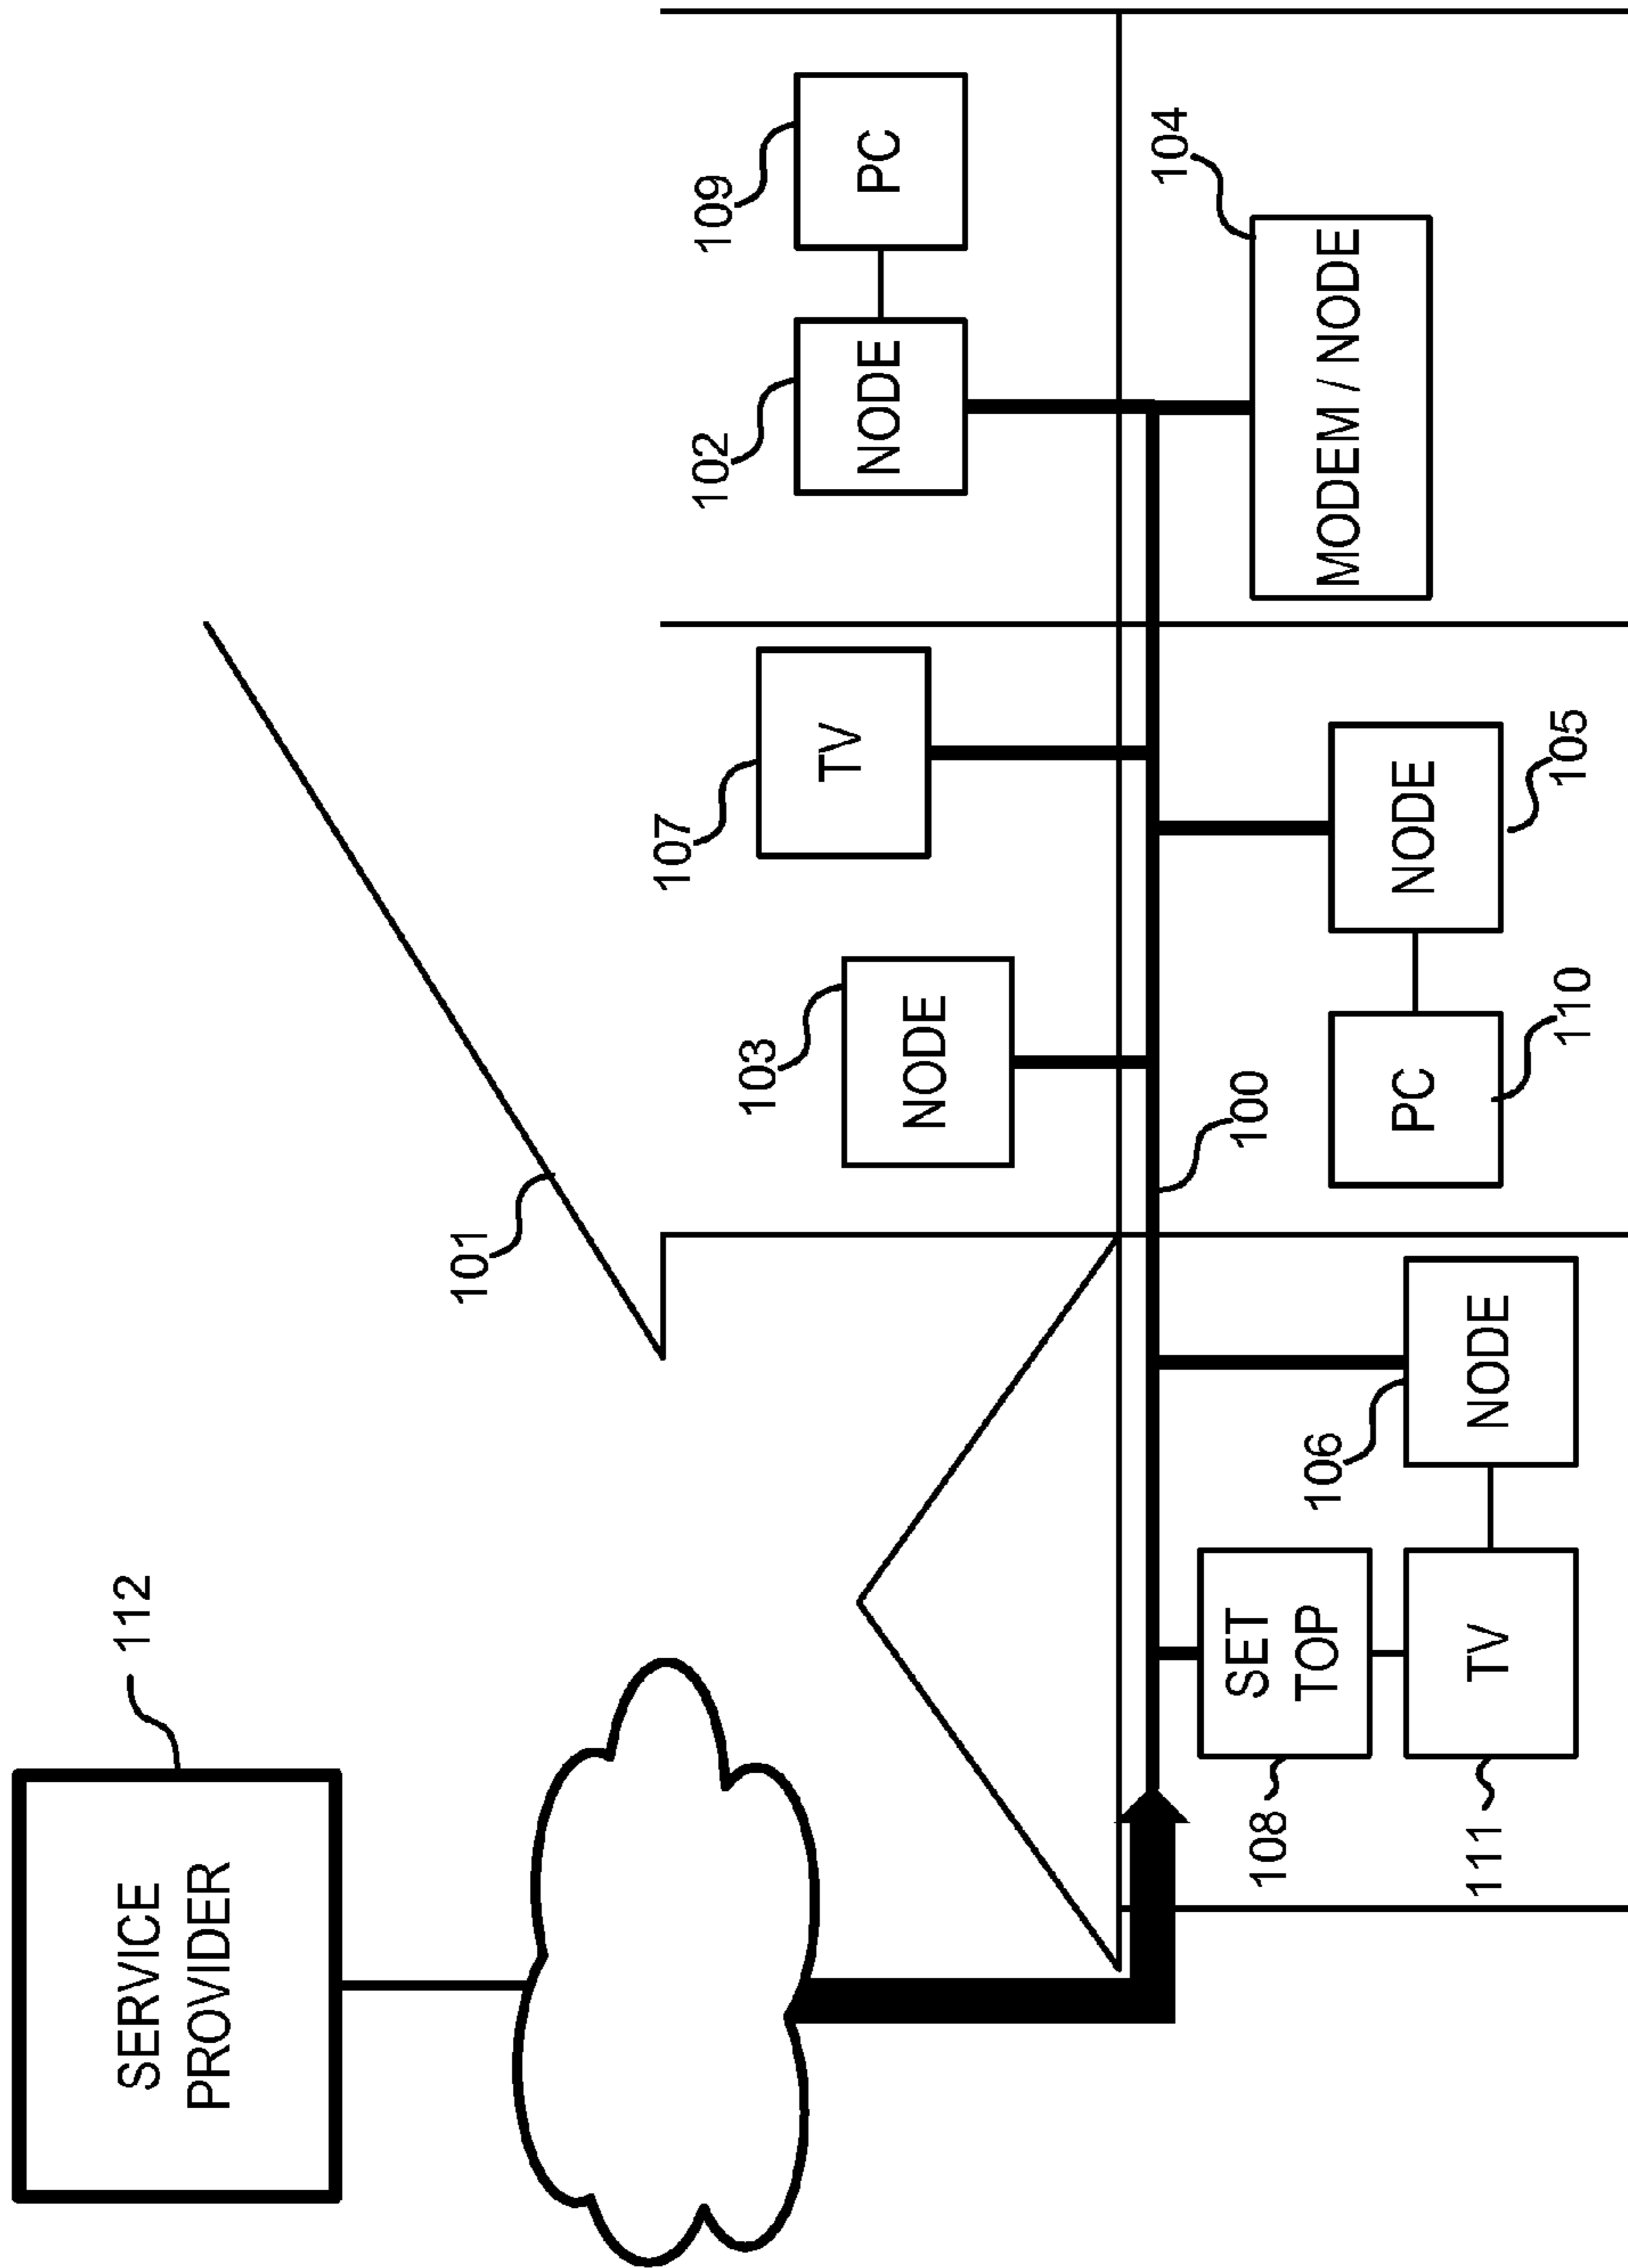 SERVICE
PROVIDER
112
101
107
TV
102
NODE
109
PC
103
NODE
104
MODEM / NODE
100
108
SET
TOP
106
NODE
111
TV
PC
110
NODE
105